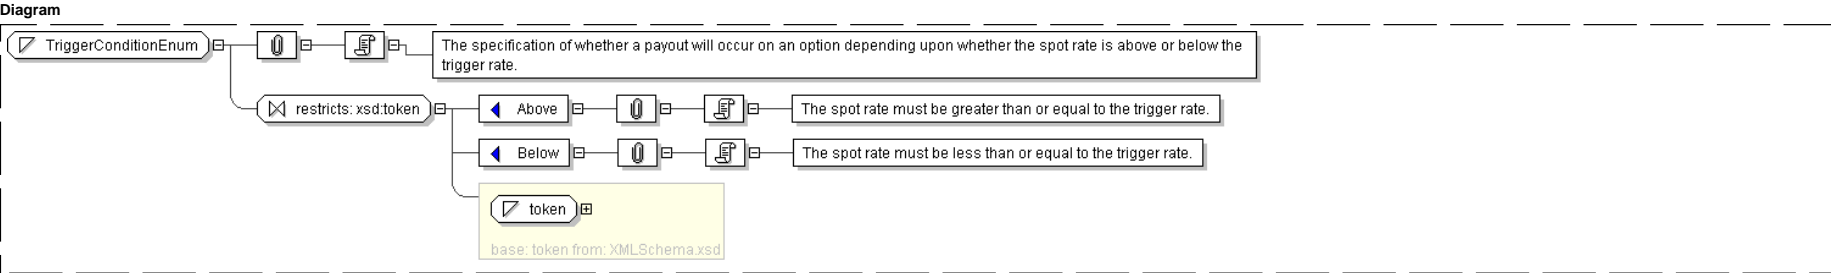 Diagram
TriggerConditionEnum
The specification of whether a payout will occur on an option depending upon whether the spot rate is above or below the
trigger rate.
restricts: xsd:token
Above
The spot rate must be greater than or equal to the trigger rate.
Below
The spot rate must be less than or equal to the trigger rate.
token
base: token from: XMLSchema.xsd